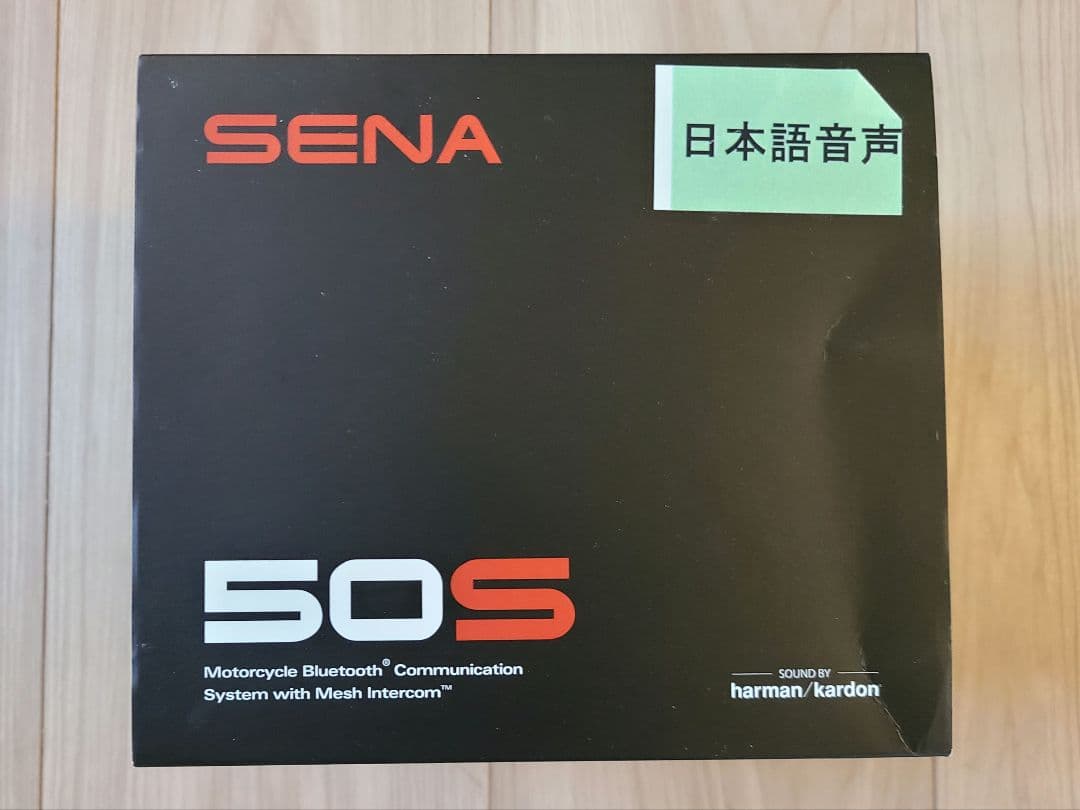 SENA
日本語音声
50S
Motorcycle Bluetooth® Communication
System with Mesh Intercom™
SOUND BY
harman/kardon